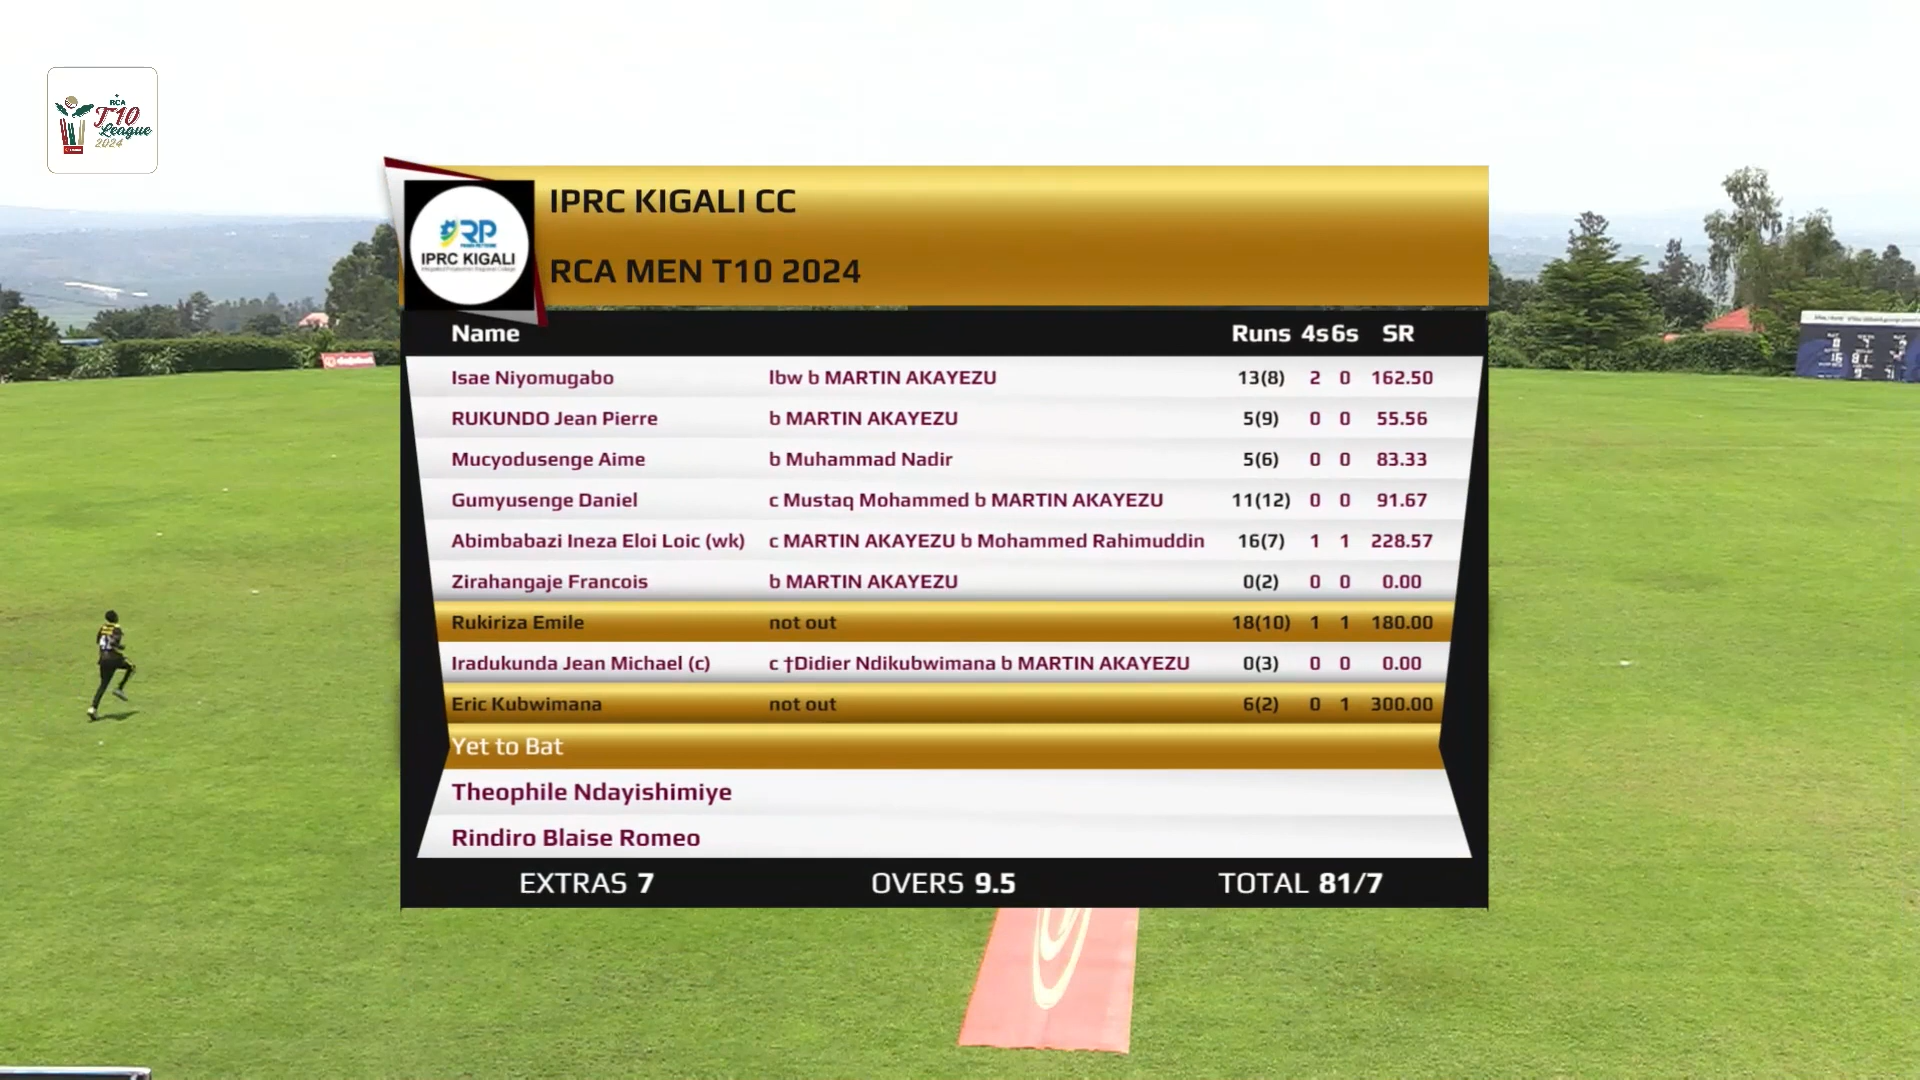 RCA
T10
League
2024
IPRC KIGALI CC
RP
IPRC KIGALI
RCA MEN T10 2024
Name Runs 4s 6s SR
Isae Niyomugabo lbw b MARTIN AKAYEZU 13(8) 2 0 162.50
RUKUNDO Jean Pierre b MARTIN AKAYEZU 5(9) 0 0 55.56
Mucyodusenge Aime b Muhammad Nadir 5(6) 0 0 83.33
Gumyusenge Daniel c Mustaq Mohammed b MARTIN AKAYEZU 11(12) 0 0 91.67
Abimbabazi Ineza Eloi Loic (wk) c MARTIN AKAYEZU b Mohammed Rahimuddin 16(7) 1 1 228.57
Zirahangaje Francois b MARTIN AKAYEZU 0(2) 0 0 0.00
Rukiriza Emile not out 18(10) 1 1 180.00
Iradukunda Jean Michael (c) c †Didier Ndikubwimana b MARTIN AKAYEZU 0(3) 0 0 0.00
Eric Kubwimana not out 6(2) 0 1 300.00
Yet to Bat
Theophile Ndayishimiye
Rindiro Blaise Romeo
EXTRAS 7 OVERS 9.5 TOTAL 81/7